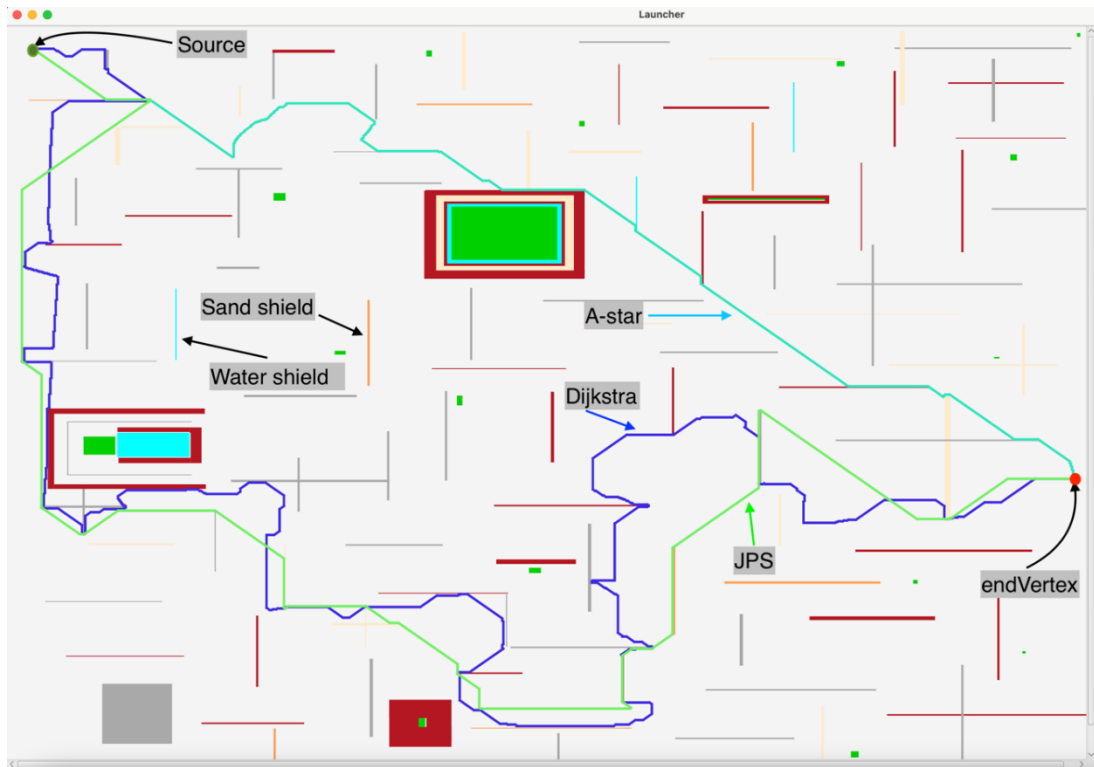 Launcher
Source
Sand shield
A-star
Water shield
Dijkstra
JPS
endVertex